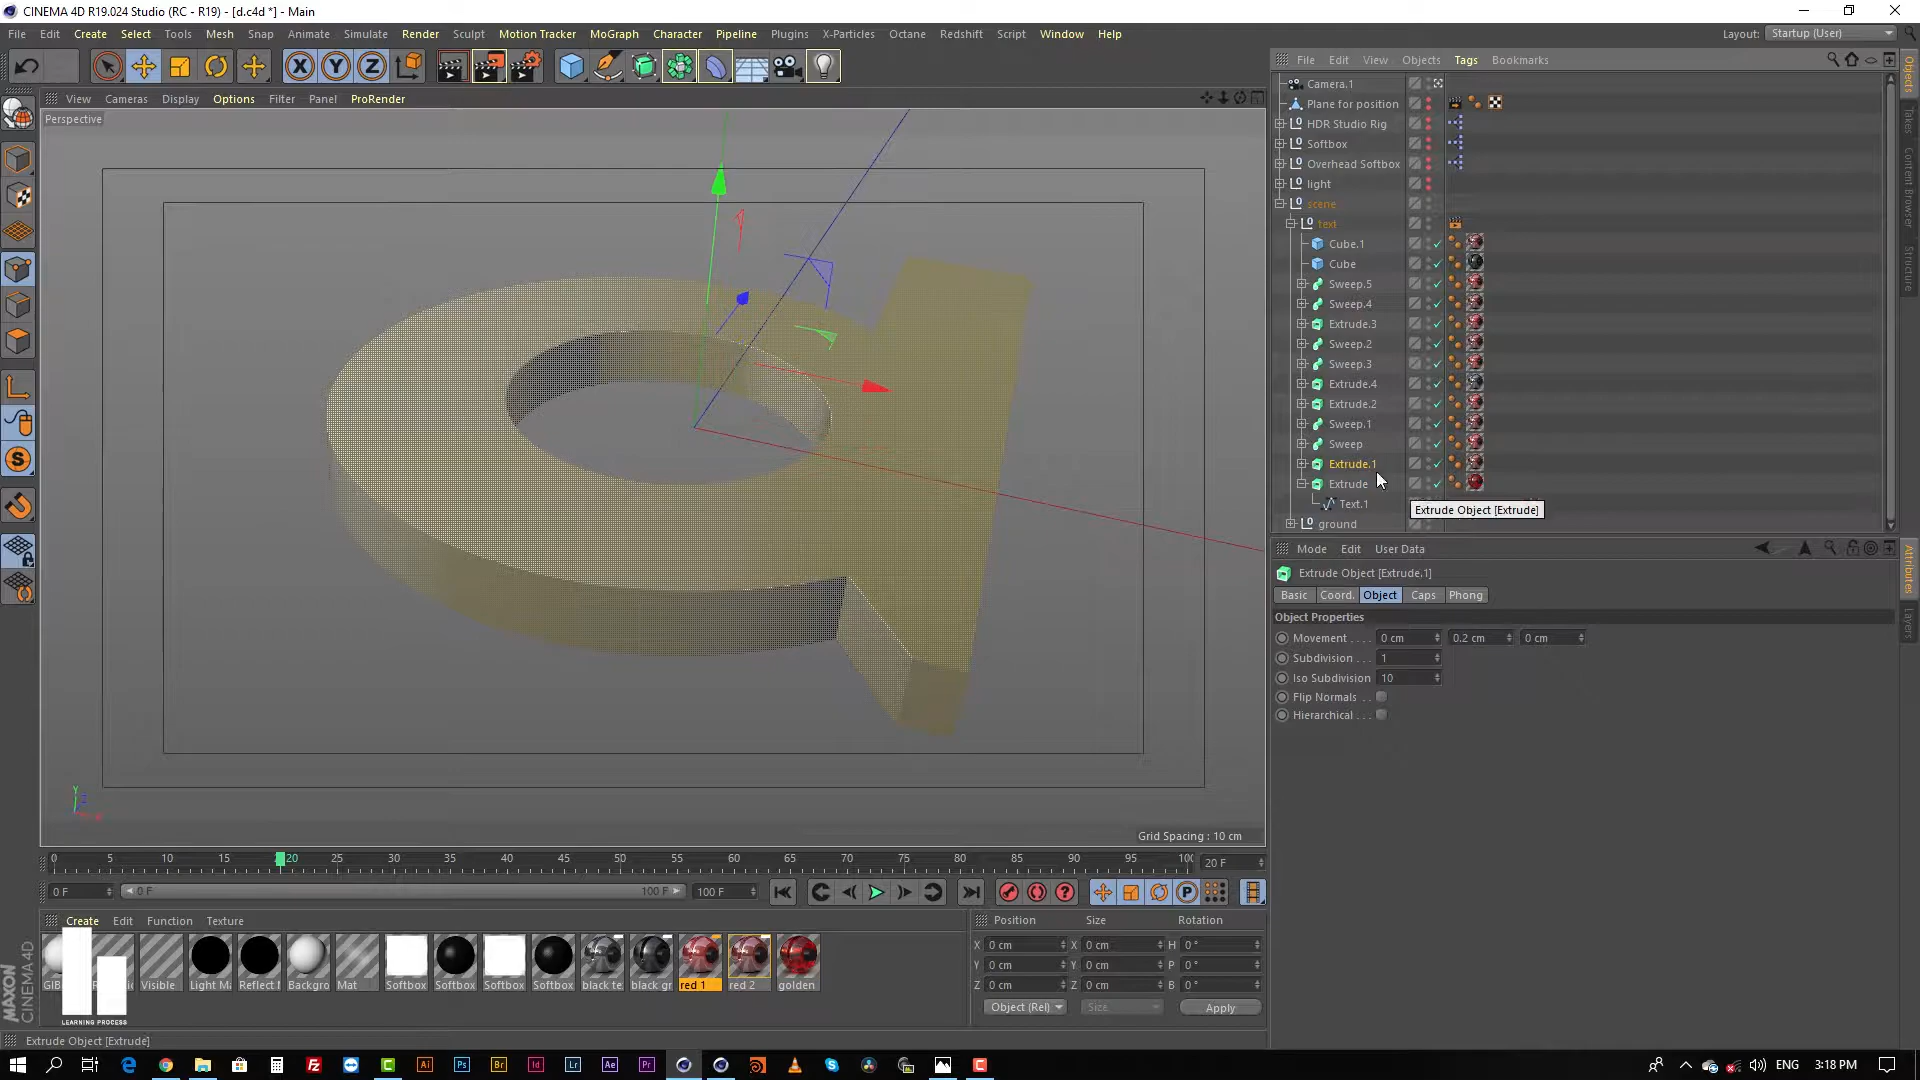 CINEMA 4D R19.024 Studio (RC - R19) - [d.c4d *] - Main
File Edit Create Select Tools Mesh Snap Animate Simulate Render Sculpt Motion Tracker MoGraph Character Pipeline Plugins X-Particles Octane Redshift Script Window Help
Layout: Startup (User)
File Edit View Objects Tags Bookmarks
View Cameras Display Options Filter Panel ProRender
Perspective
Camera.1
Plane for position
HDR Studio Rig
Softbox
Overhead Softbox
light
scene
text
Cube.1
Cube
Sweep.5
Sweep.4
Extrude.3
Sweep.2
Sweep.3
Extrude.4
Extrude.2
Sweep.1
Sweep
Extrude.1
Extrude
Text.1
Extrude Object [Extrude]
ground
Objects
Takes
Content Browser
Structure
Mode Edit User Data
Extrude Object [Extrude.1]
Basic Coord. Object Caps Phong
Object Properties
Movement . . . . 0 cm 0.2 cm 0 cm
Subdivision . . . 1
Iso Subdivision 10
Flip Normals . . .
Hierarchical . . . .
Attributes
Layers
Grid Spacing : 10 cm
0 5 10 15 20 25 30 35 40 45 50 55 60 65 70 75 80 85 90 95 20 F
0 F 0 F 100 F 100 F
Create Edit Function Texture
Visible Light M Reflect Backgro Mat Softbox Softbox Softbox Softbox black te black gr red 1 red 2 golden
Position Size Rotation
X 0 cm X 0 cm H 0 °
Y 0 cm Y 0 cm P 0 °
Z 0 cm Z 0 cm B 0 °
Object (Rel) Size Apply
LEARNING PROCESS
MAXON CINEMA 4D
Extrude Object [Extrude]
ENG 3:18 PM